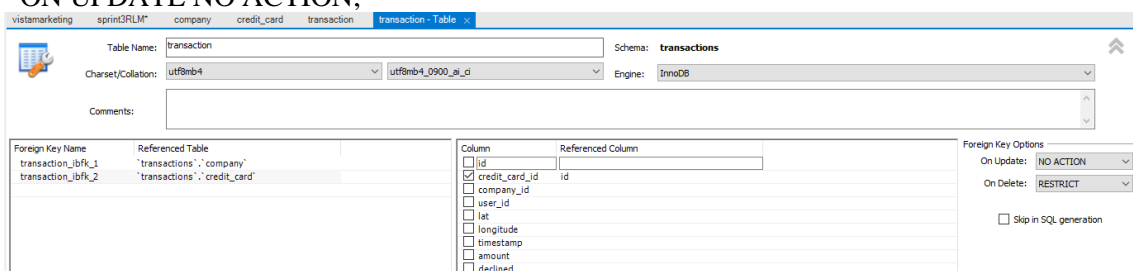 ON UPDATE NO ACTION;
vistamarketing sprint3RLM* company credit_card transaction transaction - Table ×
Table Name: transaction Schema: transactions
Charset/Collation: utf8mb4 utf8mb4_0900_ai_ci Engine: InnoDB
Comments:
Foreign Key Name Referenced Table Column Referenced Column Foreign Key Options
transaction_ibfk_1 `transactions`.`company` id On Update: NO ACTION
transaction_ibfk_2 `transactions`.`credit_card` credit_card_id id On Delete: RESTRICT
company_id
user_id
lat Skip in SQL generation
longitude
timestamp
amount
declined